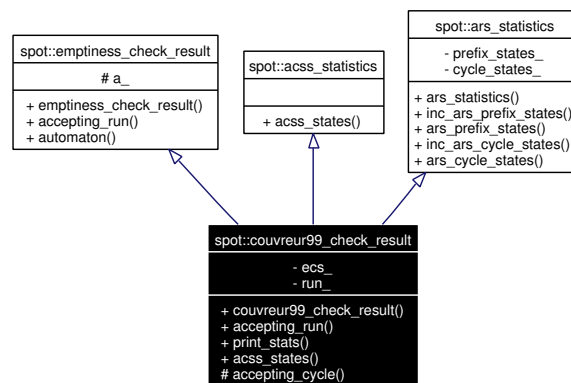 spot::emptiness_check_result
# a_
+ emptiness_check_result()
+ accepting_run()
+ automaton()
spot::acss_statistics
+ acss_states()
spot::ars_statistics
- prefix_states_
- cycle_states_
+ ars_statistics()
+ inc_ars_prefix_states()
+ ars_prefix_states()
+ inc_ars_cycle_states()
+ ars_cycle_states()
spot::couvreur99_check_result
- ecs_
- run_
+ couvreur99_check_result()
+ accepting_run()
+ print_stats()
+ acss_states()
# accepting_cycle()